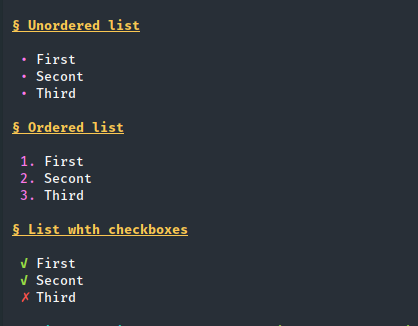 § Unordered list
• First
• Secont
• Third
§ Ordered list
1. First
2. Secont
3. Third
§ List whth checkboxes
√ First
√ Secont
✗ Third